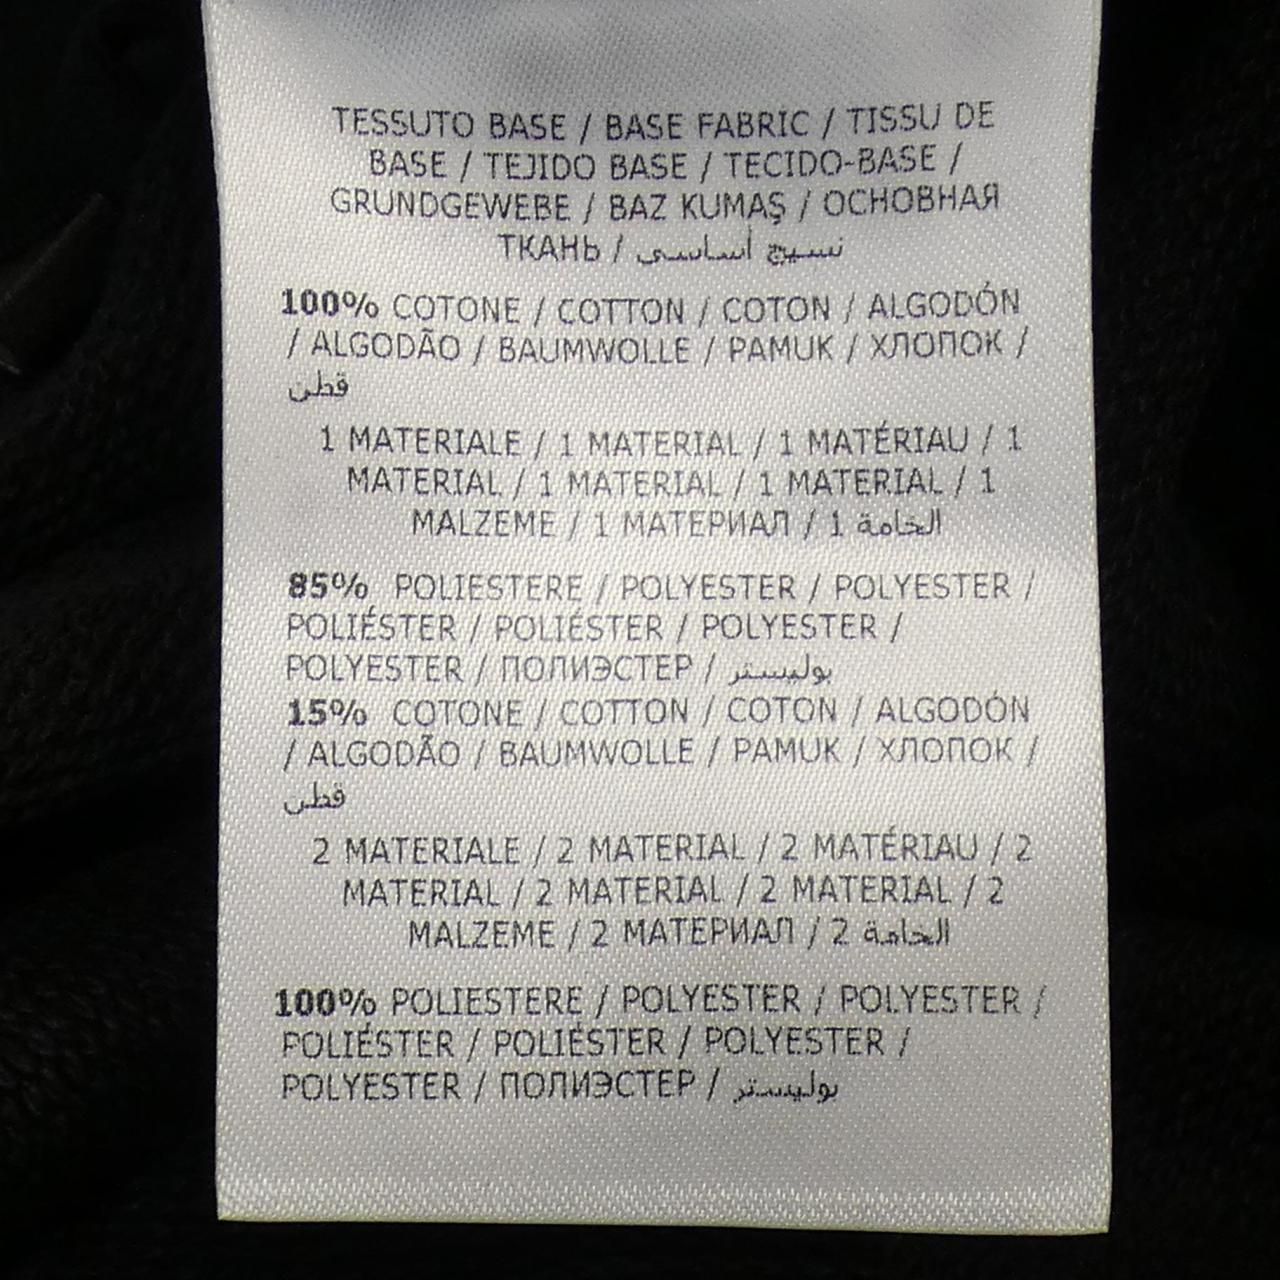 TESSUTO BASE / BASE FABRIC / TISSU DE
BASE / TEJIDO BASE / TECIDO-BASE /
GRUNDGEWEBE / BAZ KUMAŞ / ОСНОВНАЯ
ТКАНЬ / نسيج أساسى
100% COTONE / COTTON / COTON / ALGODÓN
/ ALGODÃO / BAUMWOLLE / PAMUK / ХЛОПОК /
قطن
1 MATERIALE / 1 MATERIAL / 1 MATÉRIAU / 1
MATERIAL / 1 MATERIAL / 1 MATERIAL / 1
MALZEME / 1 МАТЕРИАЛ / 1 الخامة
85% POLIESTERE / POLYESTER / POLYESTER /
POLIÉSTER / POLIÉSTER / POLYESTER /
POLYESTER / ПОЛИЭСТЕР / بوليستر
15% COTONE / COTTON / COTON / ALGODÓN
/ ALGODÃO / BAUMWOLLE / PAMUK / ХЛОПОК /
قطن
2 MATERIALE / 2 MATERIAL / 2 MATÉRIAU / 2
MATERIAL / 2 MATERIAL / 2 MATERIAL / 2
MALZEME / 2 МАТЕРИАЛ / 2 الخامة
100% POLIESTERE / POLYESTER / POLYESTER /
POLIÉSTER / POLIÉSTER / POLYESTER /
POLYESTER / ПОЛИЭСТЕР / بوليستر